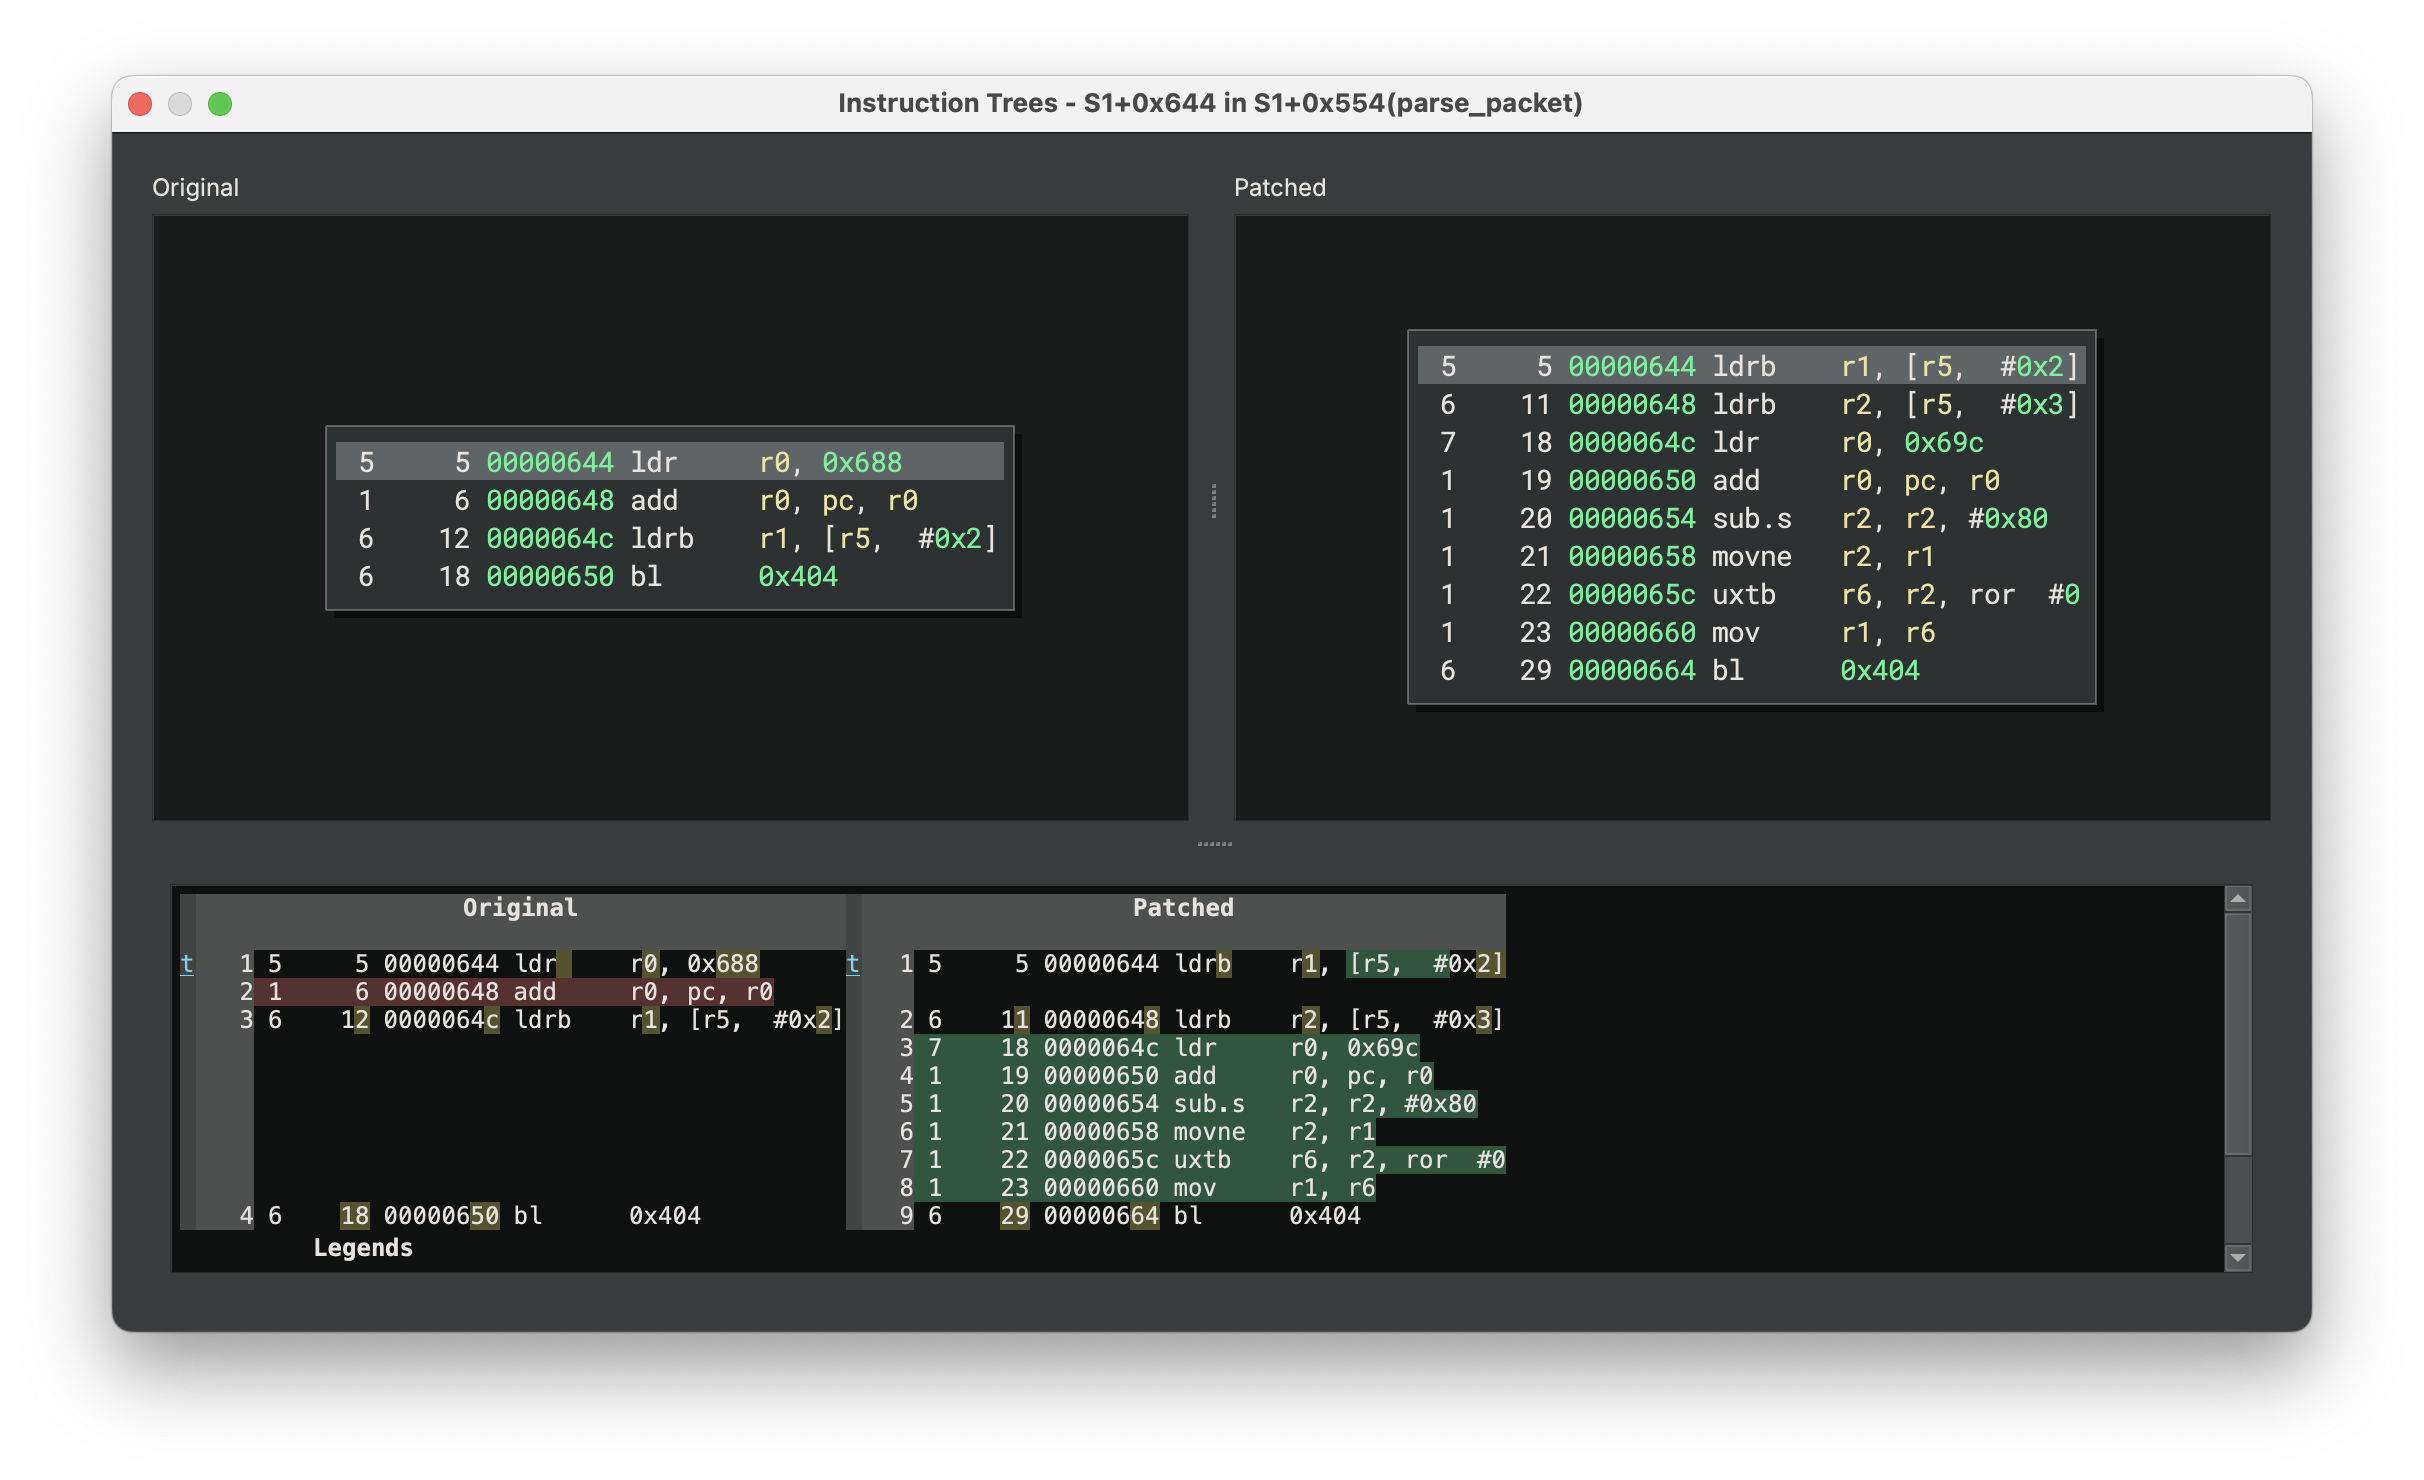 Instruction Trees - S1+0x644 in S1+0x554(parse_packet)
Original
5 5 00000644 ldr r0, 0x688
1 6 00000648 add r0, pc, r0
6 12 0000064c ldrb r1, [r5, #0x2]
6 18 00000650 bl 0x404
Patched
5 5 00000644 ldrb r1, [r5, #0x2]
6 11 00000648 ldrb r2, [r5, #0x3]
7 18 0000064c ldr r0, 0x69c
1 19 00000650 add r0, pc, r0
1 20 00000654 sub.s r2, r2, #0x80
1 21 00000658 movne r2, r1
1 22 0000065c uxtb r6, r2, ror #0
1 23 00000660 mov r1, r6
6 29 00000664 bl 0x404
Original Patched
t 1 5 5 00000644 ldr r0, 0x688 t 1 5 5 00000644 ldrb r1, [r5, #0x2]
2 1 6 00000648 add r0, pc, r0
3 6 12 0000064c ldrb r1, [r5, #0x2] 2 6 11 00000648 ldrb r2, [r5, #0x3]
3 7 18 0000064c ldr r0, 0x69c
4 1 19 00000650 add r0, pc, r0
5 1 20 00000654 sub.s r2, r2, #0x80
6 1 21 00000658 movne r2, r1
7 1 22 0000065c uxtb r6, r2, ror #0
8 1 23 00000660 mov r1, r6
4 6 18 00000650 bl 0x404 9 6 29 00000664 bl 0x404
Legends